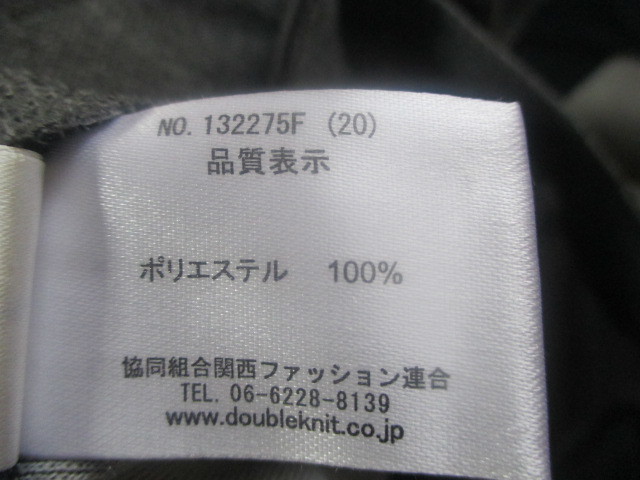 NO. 132275F (20)
品質表示
ポリエステル 100%
協同組合関西ファッション連合
TEL. 06-6228-8139
www.doubleknit.co.jp